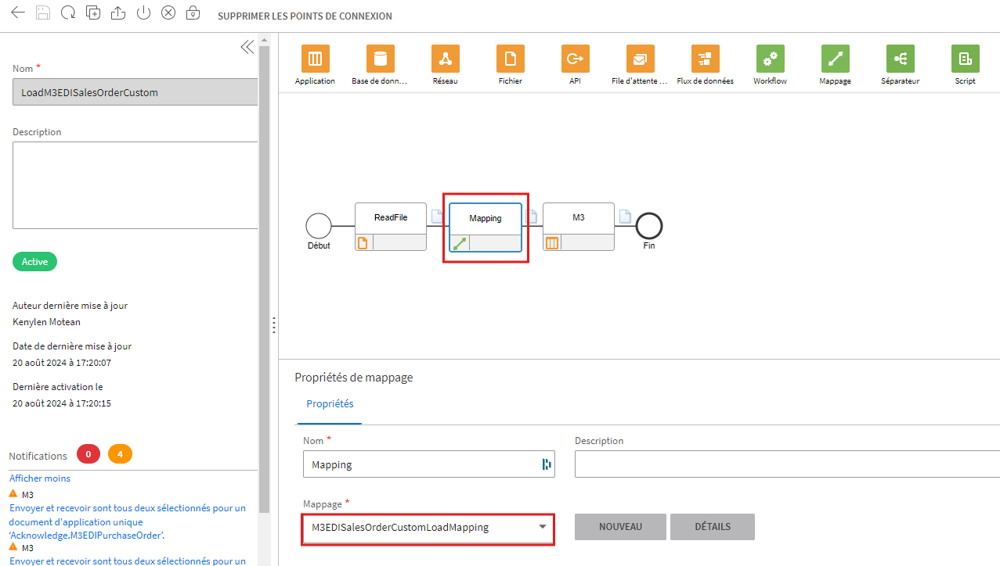 SUPPRIMER LES POINTS DE CONNEXION
Nom *
LoadM3EDISalesOrderCustom
Description
Active
Auteur dernière mise à jour
Kenylen Motean
Date de dernière mise à jour
20 août 2024 à 17:20:07
Dernière activation le
20 août 2024 à 17:20:15
Notifications 0 4
Afficher moins
M3
Envoyer et recevoir sont tous deux sélectionnés pour un
document d'application unique
‘Acknowledge.M3EDIPurchaseOrder’.
M3
Envoyer et recevoir sont tous deux sélectionnés pour un
Application Base de donn... Réseau Fichier API File d'attente ... Flux de données Workflow Mappage Séparateur Script
ReadFile Mapping M3
Début Fin
Propriétés de mappage
Propriétés
Nom * Description
Mapping
Mappage *
M3EDISalesOrderCustomLoadMapping NOUVEAU DÉTAILS